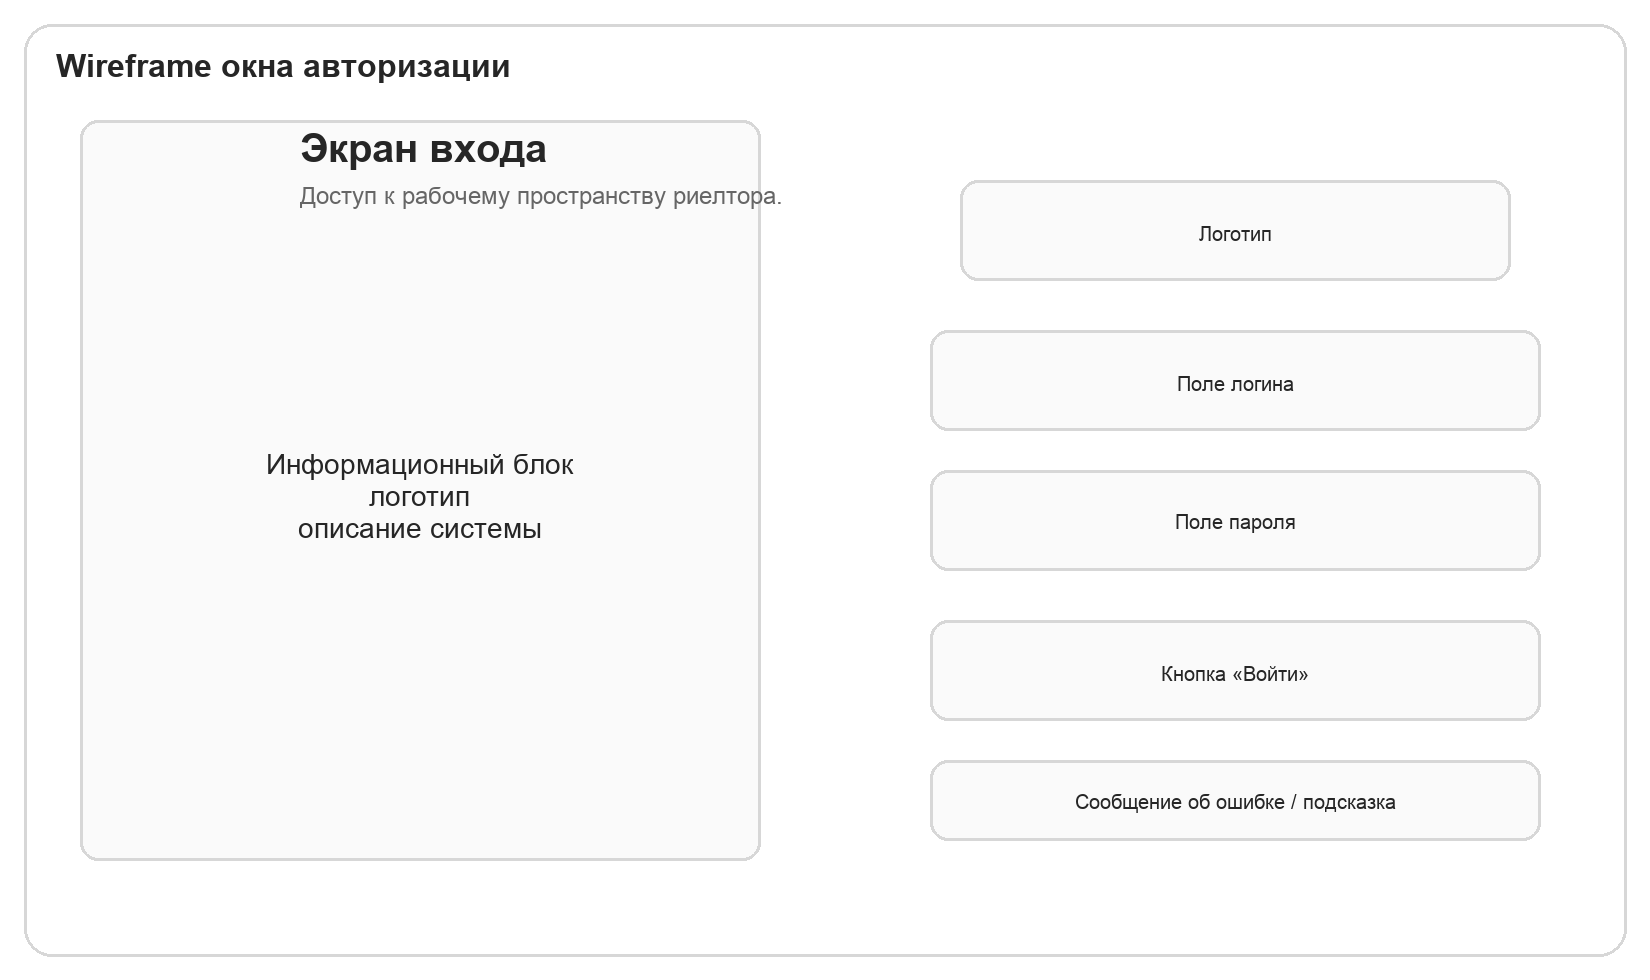 Wireframe окна авторизации
Экран входа
Доступ к рабочему пространству риелтора.
Информационный блок
логотип
описание системы
Логотип
Поле логина
Поле пароля
Кнопка «Войти»
Сообщение об ошибке / подсказка